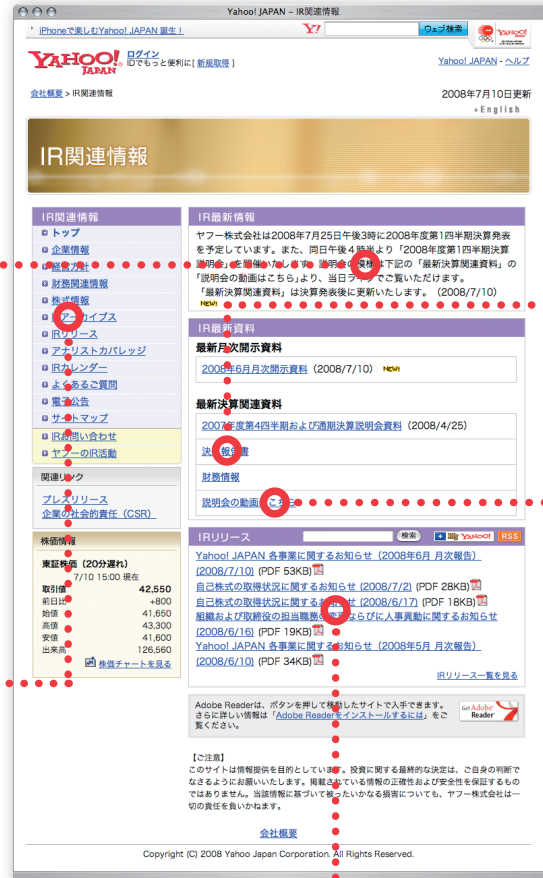 Yahoo! JAPAN - IR関連情報
iPhoneで楽しむYahoo! JAPAN 誕生！
Y!
ウェブ検索
YAHOO!
YAHOO! JAPAN
ログイン
IDでもっと便利に[ 新規取得 ]
Yahoo! JAPAN - ヘルプ
会社概要 > IR関連情報
2008年7月10日更新
English
IR関連情報
IR関連情報
トップ
企業情報
経営方針
財務関連情報
株式情報
IRアーカイブス
IRリリース
アナリストカバレッジ
IRカレンダー
よくあるご質問
電子公告
サイトマップ
IRお問い合わせ
ヤフーのIR活動
関連リンク
プレスリリース
企業の社会的責任（CSR）
株価情報
東証株価（20分遅れ）
7/10 15:00 現在
取引値 42,550
前日比 +800
始値 41,650
高値 43,300
安値 41,600
出来高 126,560
株価チャートを見る
IR最新情報
ヤフー株式会社は2008年7月25日午後3時に2008年度第1四半期決算発表
を予定しています。また、同日午後４時半より「2008年度第1四半期決算
説明会」を開催いたします。説明会の模様は下記の「最新決算関連資料」の
「説明会の動画はこちら」より、当日ライブでご覧いただけます。
「最新決算関連資料」は決算発表後に更新いたします。（2008/7/10）
NEW!
IR最新資料
最新月次開示資料
2008年6月月次開示資料（2008/7/10） NEW!
最新決算関連資料
2007年度第4四半期および通期決算説明会資料（2008/4/25）
決算報告書
財務情報
説明会の動画はこちら
IRリリース
検索
My YAHOO!
RSS
Yahoo! JAPAN 各事業に関するお知らせ（2008年6月 月次報告）
(2008/7/10) (PDF 53KB)
自己株式の取得状況に関するお知らせ (2008/7/2) (PDF 28KB)
自己株式の取得状況に関するお知らせ (2008/6/17) (PDF 18KB)
組織および取締役の担当職務の変更ならびに人事異動に関するお知らせ
(2008/6/16) (PDF 19KB)
Yahoo! JAPAN 各事業に関するお知らせ（2008年5月 月次報告）
(2008/6/10) (PDF 34KB)
IRリリース一覧を見る
Adobe Readerは、ボタンを押して移動したサイトで入手できます。
さらに詳しい情報は「Adobe Readerをインストールするには」をご
覧ください。
Get Adobe Reader
【ご注意】
このサイトは情報提供を目的としています。投資に関する最終的な決定は、ご自身の判断で
なさるようにお願いいたします。掲載されている情報の正確性および安全性を保証するもの
ではありません。当該情報に基づいて被ったいかなる損害についても、ヤフー株式会社は一
切の責任を負いかねます。
会社概要
Copyright (C) 2008 Yahoo Japan Corporation. All Rights Reserved.